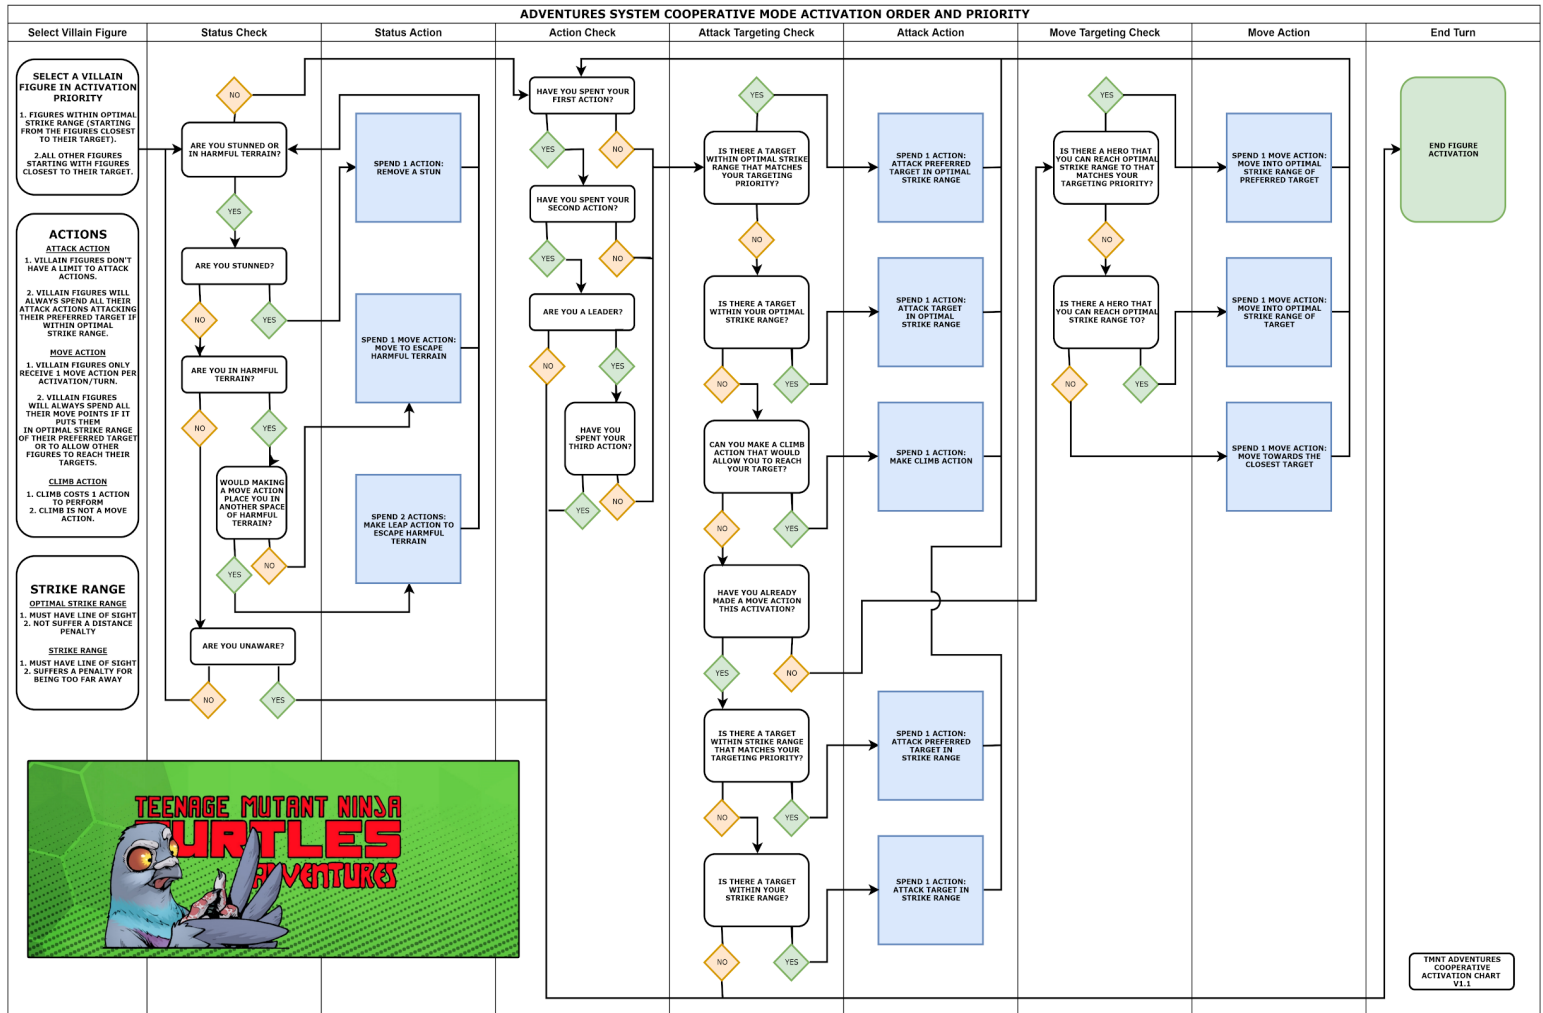 ADVENTURES SYSTEM COOPERATIVE MODE ACTIVATION ORDER AND PRIORITY
Select Villain Figure
Status Check
Status Action
Action Check
Attack Targeting Check
Attack Action
Move Targeting Check
Move Action
End Turn
SELECT A VILLAIN
FIGURE IN ACTIVATION
PRIORITY
1. FIGURES WITHIN OPTIMAL
STRIKE RANGE (STARTING
FROM THE FIGURES CLOSEST
TO THEIR TARGET).
2.ALL OTHER FIGURES
STARTING WITH FIGURES
CLOSEST TO THEIR TARGET.
ACTIONS
ATTACK ACTION
1. VILLAIN FIGURES DON'T
HAVE A LIMIT TO ATTACK
ACTIONS.
2. VILLAIN FIGURES WILL
ALWAYS SPEND ALL THEIR
ATTACK ACTIONS ATTACKING
THEIR PREFERRED TARGET IF
WITHIN OPTIMAL
STRIKE RANGE.
MOVE ACTION
1. VILLAIN FIGURES ONLY
RECEIVE 1 MOVE ACTION PER
ACTIVATION/TURN.
2. VILLAIN FIGURES
WILL ALWAYS SPEND ALL
THEIR MOVE POINTS IF IT
PUTS THEM
IN OPTIMAL STRIKE RANGE
OF THEIR PREFERRED TARGET
OR TO ALLOW OTHER
FIGURES TO REACH THEIR
TARGETS.
CLIMB ACTION
1. CLIMB COSTS 1 ACTION
TO PERFORM
2. CLIMB IS NOT A MOVE
ACTION.
STRIKE RANGE
OPTIMAL STRIKE RANGE
1. MUST HAVE LINE OF SIGHT
2. NOT SUFFER A DISTANCE
PENALTY
STRIKE RANGE
1. MUST HAVE LINE OF SIGHT
2. SUFFERS A PENALTY FOR
BEING TOO FAR AWAY
NO
ARE YOU STUNNED OR
IN HARMFUL TERRAIN?
YES
ARE YOU STUNNED?
NO
YES
ARE YOU IN HARMFUL
TERRAIN?
NO
YES
WOULD MAKING
A MOVE ACTION
PLACE YOU IN
ANOTHER SPACE
OF HARMFUL
TERRAIN?
YES
NO
ARE YOU UNAWARE?
NO
YES
SPEND 1 ACTION:
REMOVE A STUN
SPEND 1 MOVE ACTION:
MOVE TO ESCAPE
HARMFUL TERRAIN
SPEND 2 ACTIONS:
MAKE LEAP ACTION TO
ESCAPE HARMFUL
TERRAIN
HAVE YOU SPENT YOUR
FIRST ACTION?
YES
NO
HAVE YOU SPENT YOUR
SECOND ACTION?
YES
NO
ARE YOU A LEADER?
NO
YES
HAVE YOU
SPENT YOUR
THIRD ACTION?
YES
NO
YES
IS THERE A TARGET
WITHIN OPTIMAL STRIKE
RANGE THAT MATCHES
YOUR TARGETING
PRIORITY?
NO
IS THERE A TARGET
WITHIN YOUR OPTIMAL
STRIKE RANGE?
NO
YES
CAN YOU MAKE A CLIMB
ACTION THAT WOULD
ALLOW YOU TO REACH
YOUR TARGET?
NO
YES
HAVE YOU ALREADY
MADE A MOVE ACTION
THIS ACTIVATION?
YES
NO
IS THERE A TARGET
WITHIN STRIKE RANGE
THAT MATCHES YOUR
TARGETING PRIORITY?
NO
YES
IS THERE A TARGET
WITHIN YOUR
STRIKE RANGE?
NO
YES
SPEND 1 ACTION:
ATTACK PREFERRED
TARGET IN OPTIMAL
STRIKE RANGE
SPEND 1 ACTION:
ATTACK TARGET
IN OPTIMAL
STRIKE RANGE
SPEND 1 ACTION:
MAKE CLIMB ACTION
SPEND 1 ACTION:
ATTACK PREFERRED
TARGET IN
STRIKE RANGE
SPEND 1 ACTION:
ATTACK TARGET IN
STRIKE RANGE
YES
IS THERE A HERO THAT
YOU CAN REACH OPTIMAL
STRIKE RANGE TO THAT
MATCHES YOUR
TARGETING PRIORITY?
NO
IS THERE A HERO THAT
YOU CAN REACH OPTIMAL
STRIKE RANGE TO?
NO
YES
SPEND 1 MOVE ACTION:
MOVE INTO OPTIMAL
STRIKE RANGE OF
PREFERRED TARGET
SPEND 1 MOVE ACTION:
MOVE INTO OPTIMAL
STRIKE RANGE OF
TARGET
SPEND 1 MOVE ACTION:
MOVE TOWARDS THE
CLOSEST TARGET
END FIGURE
ACTIVATION
TEENAGE MUTANT NINJA
TURTLES
ADVENTURES
TMNT ADVENTURES
COOPERATIVE
ACTIVATION CHART
V1.1